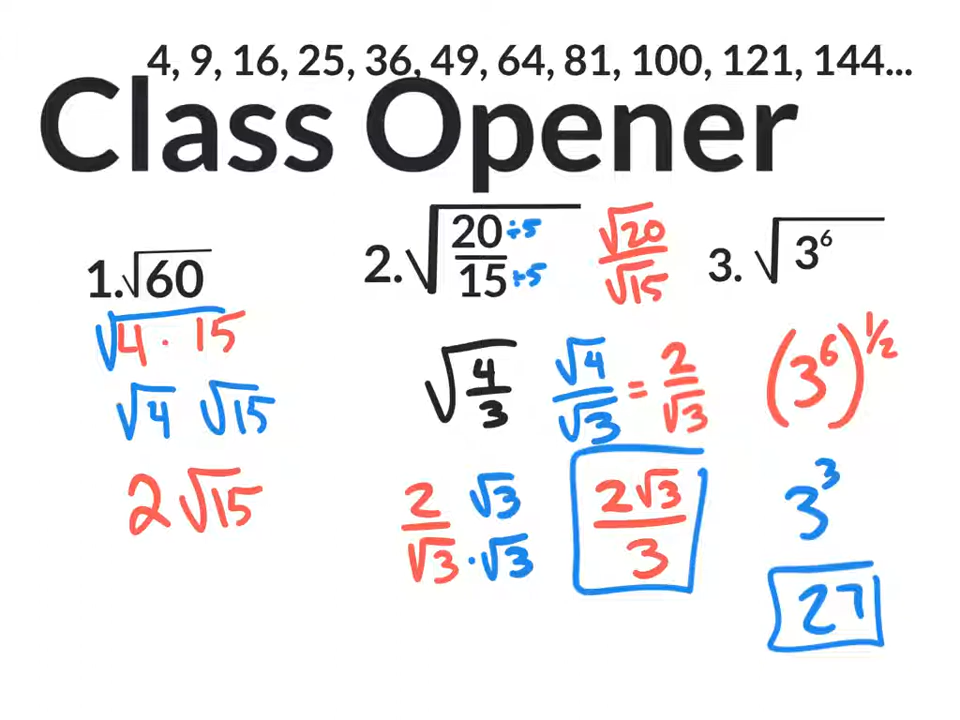 4, 9, 16, 25, 36, 49, 64, 81, 100, 121, 144...
Class Opener
1.√60
√4 · 15
√4 √15
2√15
2.√20/15 ÷5 ÷5
√20/√15
√4/3
√4/√3 = 2/√3
2/√3 · √3/√3
2√3/3
3. √3⁶
(3⁶)^1/2
3³
27